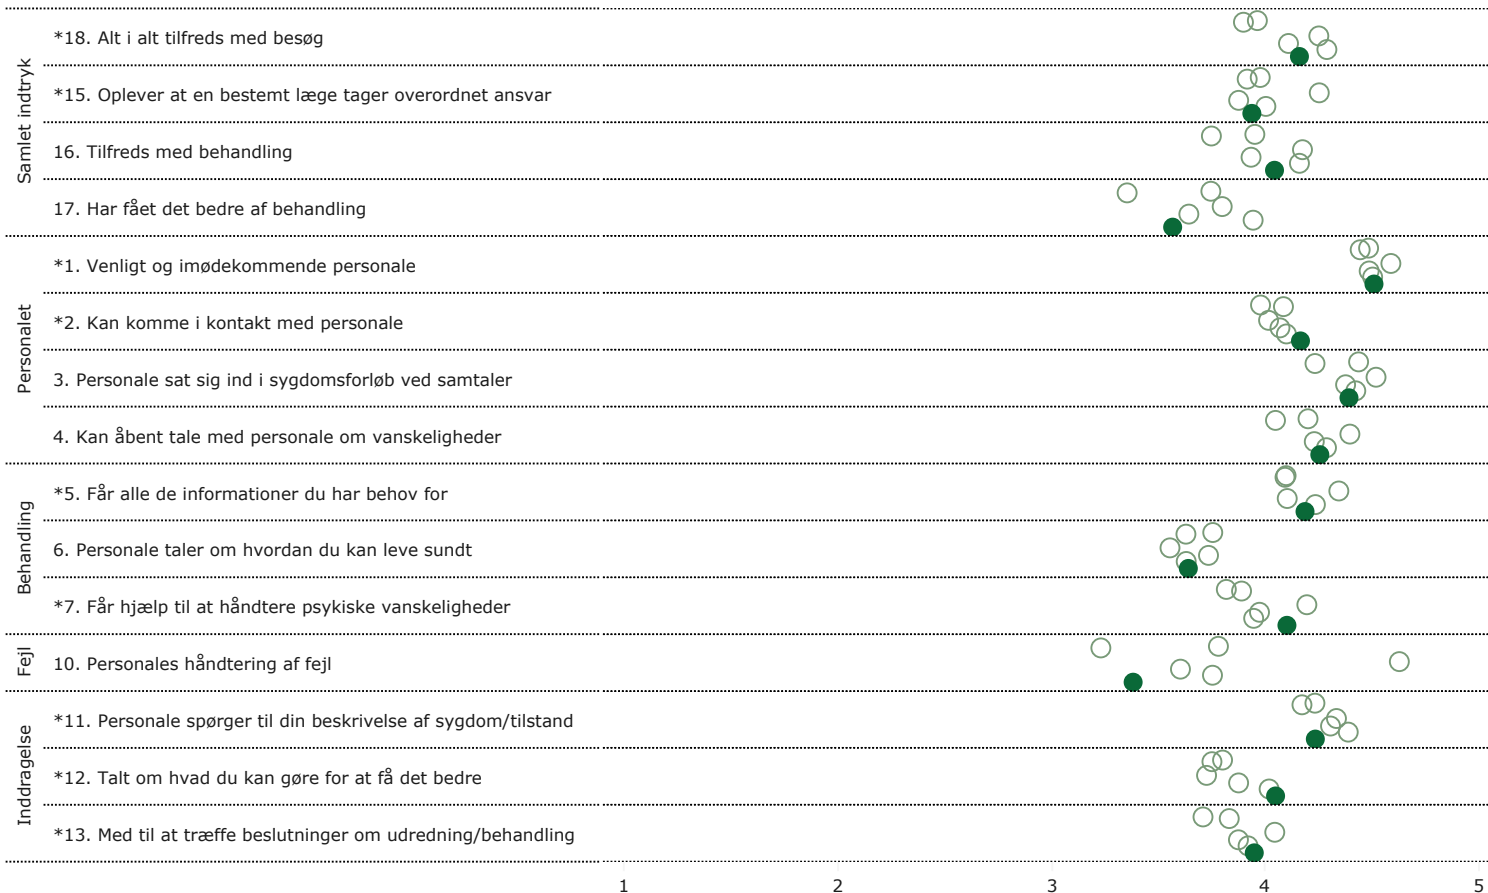 Samlet indtryk
*18. Alt i alt tilfreds med besøg
*15. Oplever at en bestemt læge tager overordnet ansvar
16. Tilfreds med behandling
17. Har fået det bedre af behandling
Personalet
*1. Venligt og imødekommende personale
*2. Kan komme i kontakt med personale
3. Personale sat sig ind i sygdomsforløb ved samtaler
4. Kan åbent tale med personale om vanskeligheder
Behandling
*5. Får alle de informationer du har behov for
6. Personale taler om hvordan du kan leve sundt
*7. Får hjælp til at håndtere psykiske vanskeligheder
Fejl
10. Personales håndtering af fejl
Inddragelse
*11. Personale spørger til din beskrivelse af sygdom/tilstand
*12. Talt om hvad du kan gøre for at få det bedre
*13. Med til at træffe beslutninger om udredning/behandling
1 2 3 4 5